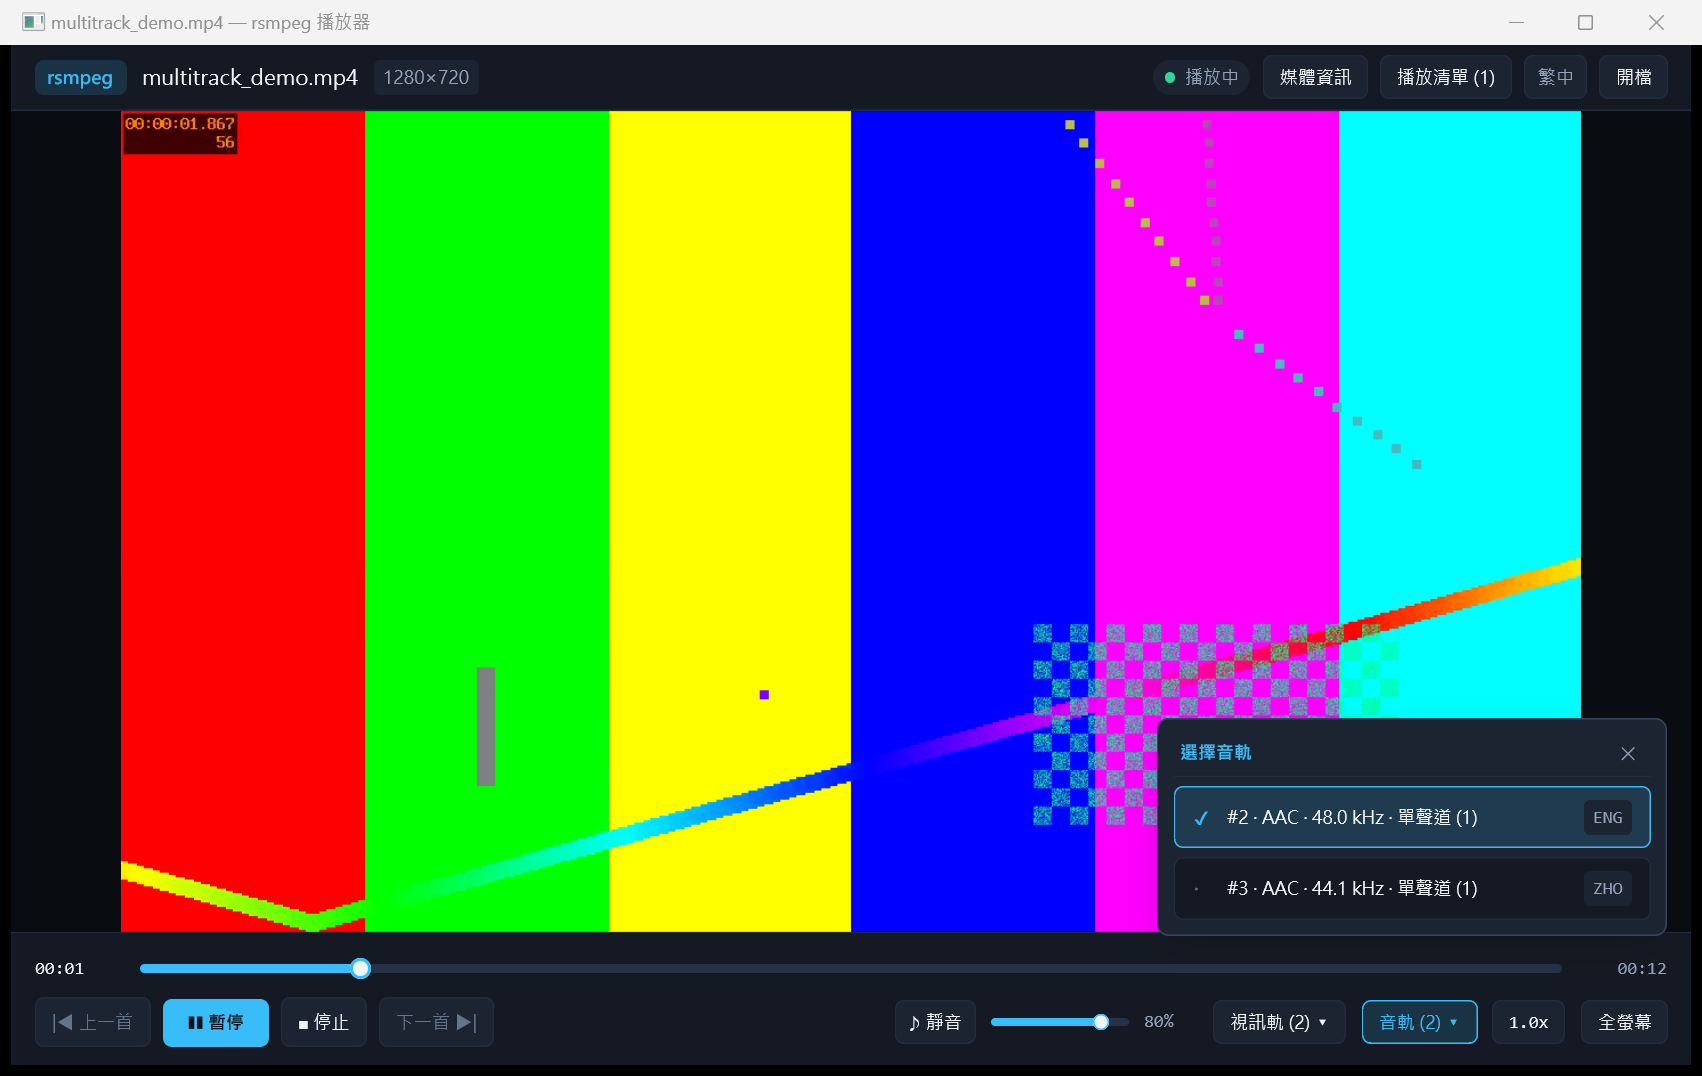 multitrack_demo.mp4 — rsmpeg 播放器
rsmpeg multitrack_demo.mp4 1280×720 播放中 媒體資訊 播放清單 (1) 繁中 開檔
00:00:01.867
56
選擇音軌
✓ #2 · AAC · 48.0 kHz · 單聲道 (1) ENG
· #3 · AAC · 44.1 kHz · 單聲道 (1) ZHO
00:01 00:12
上一首 暫停 停止 下一首 ♪ 靜音 80% 視訊軌 (2) ▾ 音軌 (2) ▾ 1.0x 全螢幕